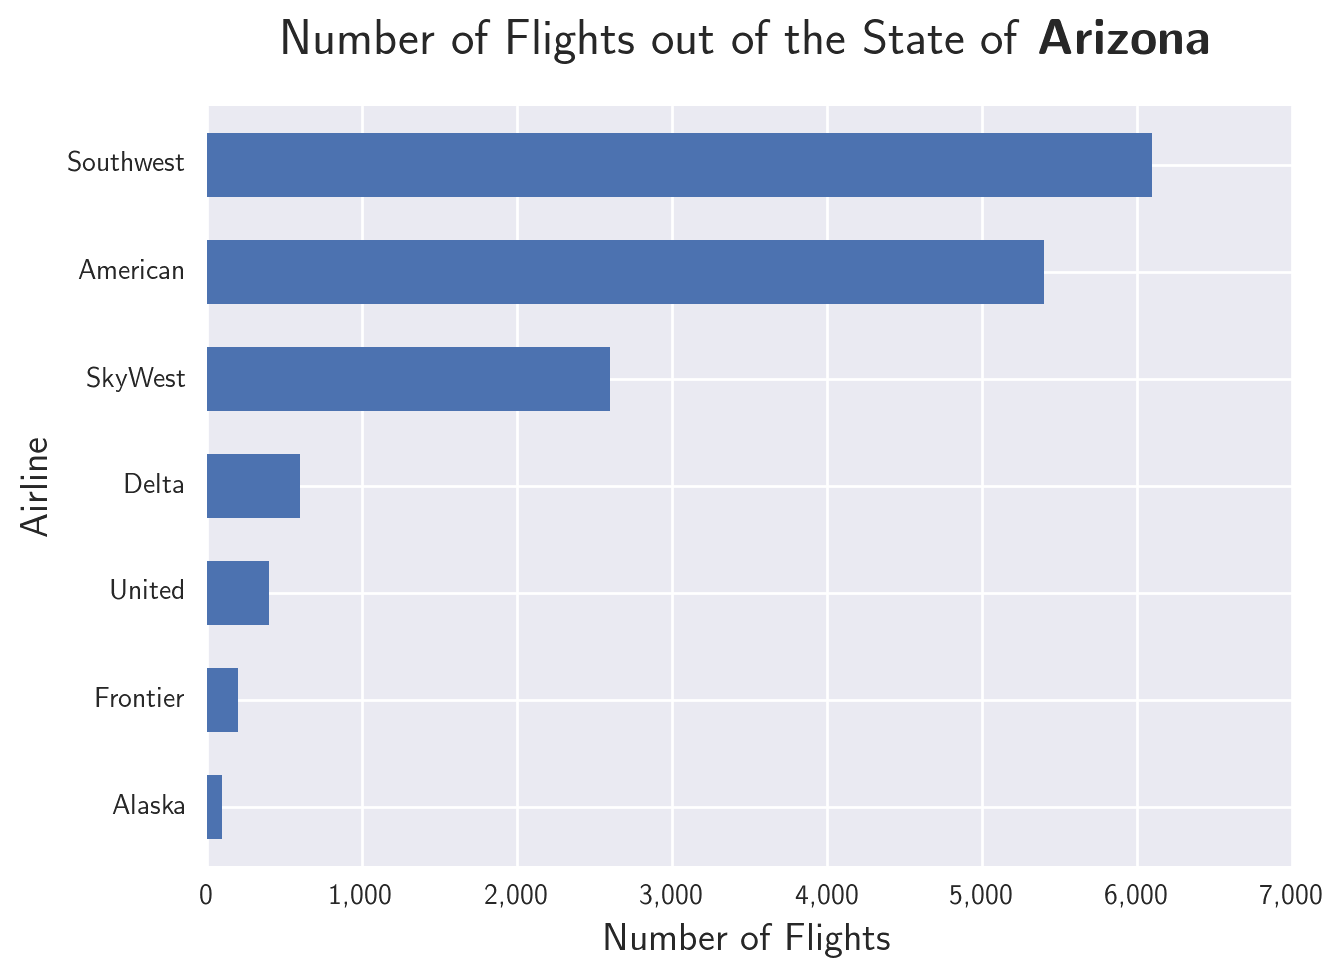 Number of Flights out of the State of Arizona
Southwest
American
SkyWest
Delta
United
Frontier
Alaska
Airline
0 1,000 2,000 3,000 4,000 5,000 6,000 7,000
Number of Flights